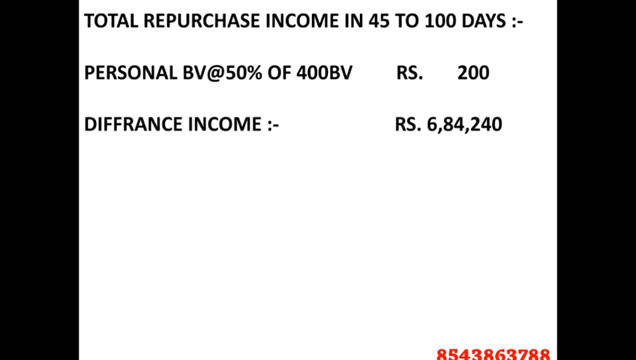 TOTAL REPURCHASE INCOME IN 45 TO 100 DAYS :-
PERSONAL BV@50% OF 400BV RS. 200
DIFFRANCE INCOME :- RS. 6,84,240
8543863788